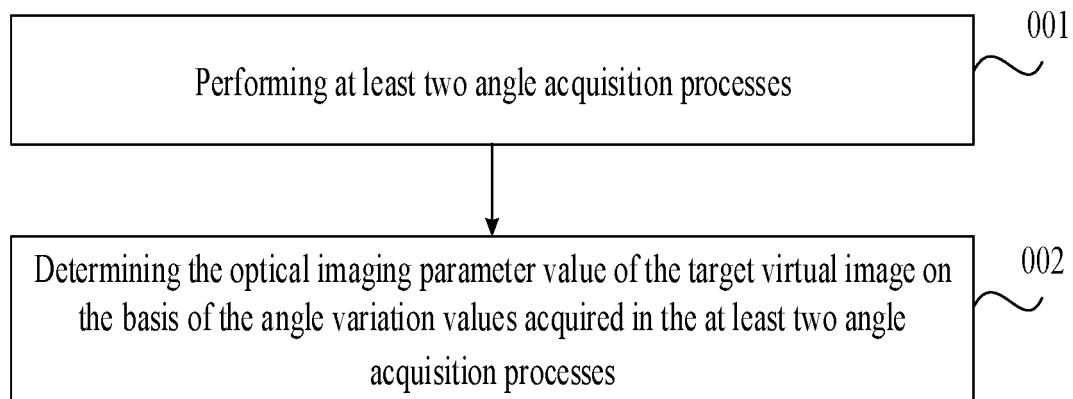 001
Performing at least two angle acquisition processes
002
Determining the optical imaging parameter value of the target virtual image on
the basis of the angle variation values acquired in the at least two angle
acquisition processes